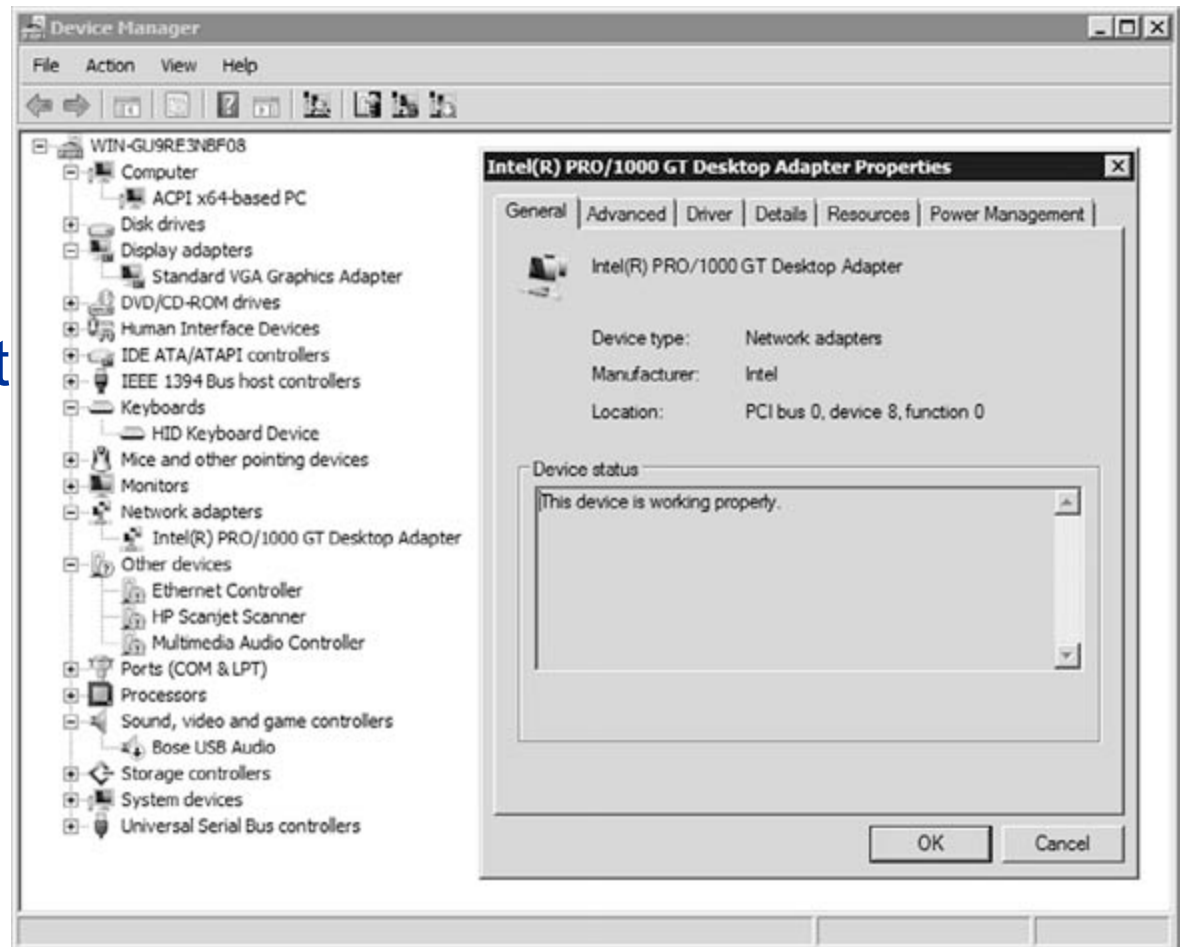 Device Manager
File Action View Help
WIN-GU9RE3NBF08
Computer
ACPI x64-based PC
Disk drives
Display adapters
Standard VGA Graphics Adapter
DVD/CD-ROM drives
Human Interface Devices
IDE ATA/ATAPI controllers
IEEE 1394 Bus host controllers
Keyboards
HID Keyboard Device
Mice and other pointing devices
Monitors
Network adapters
Intel(R) PRO/1000 GT Desktop Adapter
Other devices
Ethernet Controller
HP Scanjet Scanner
Multimedia Audio Controller
Ports (COM & LPT)
Processors
Sound, video and game controllers
Bose USB Audio
Storage controllers
System devices
Universal Serial Bus controllers
Intel(R) PRO/1000 GT Desktop Adapter Properties
General Advanced Driver Details Resources Power Management
Intel(R) PRO/1000 GT Desktop Adapter
Device type: Network adapters
Manufacturer: Intel
Location: PCI bus 0, device 8, function 0
Device status
This device is working properly.
OK Cancel
t